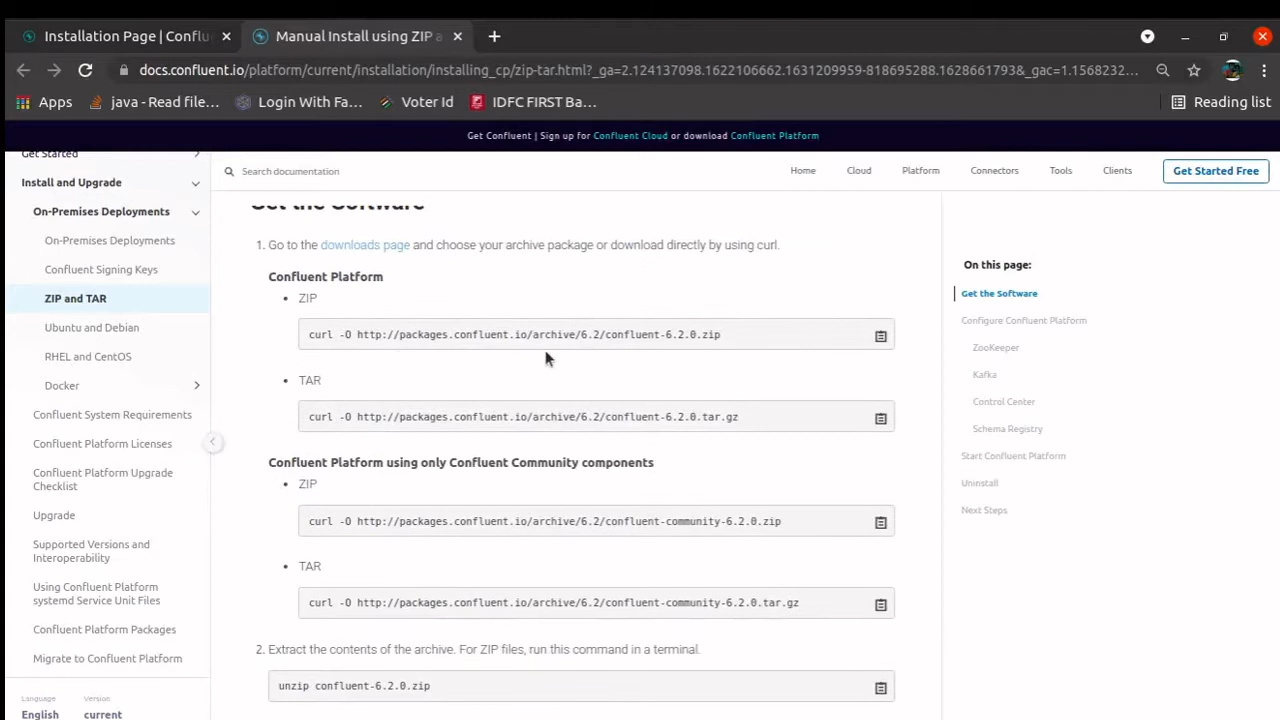 Installation Page | Conflu
Manual Install using ZIP a
docs.confluent.io/platform/current/installation/installing_cp/zip-tar.html?_ga=2.124137098.1622106662.1631209959-818695288.1628661793&_gac=1.1568232...
Apps
java - Read file...
Login With Fa...
Voter Id
IDFC FIRST Ba...
Reading list
Get Confluent | Sign up for Confluent Cloud or download Confluent Platform
Get Started
Install and Upgrade
On-Premises Deployments
On-Premises Deployments
Confluent Signing Keys
ZIP and TAR
Ubuntu and Debian
RHEL and CentOS
Docker
Confluent System Requirements
Confluent Platform Licenses
Confluent Platform Upgrade
Checklist
Upgrade
Supported Versions and
Interoperability
Using Confluent Platform
systemd Service Unit Files
Confluent Platform Packages
Migrate to Confluent Platform
Language
English
Version
current
Search documentation
Home
Cloud
Platform
Connectors
Tools
Clients
Get Started Free
Get the Software
1. Go to the downloads page and choose your archive package or download directly by using curl.
Confluent Platform
• ZIP
curl -O http://packages.confluent.io/archive/6.2/confluent-6.2.0.zip
• TAR
curl -O http://packages.confluent.io/archive/6.2/confluent-6.2.0.tar.gz
Confluent Platform using only Confluent Community components
• ZIP
curl -O http://packages.confluent.io/archive/6.2/confluent-community-6.2.0.zip
• TAR
curl -O http://packages.confluent.io/archive/6.2/confluent-community-6.2.0.tar.gz
2. Extract the contents of the archive. For ZIP files, run this command in a terminal.
unzip confluent-6.2.0.zip
On this page:
Get the Software
Configure Confluent Platform
ZooKeeper
Kafka
Control Center
Schema Registry
Start Confluent Platform
Uninstall
Next Steps